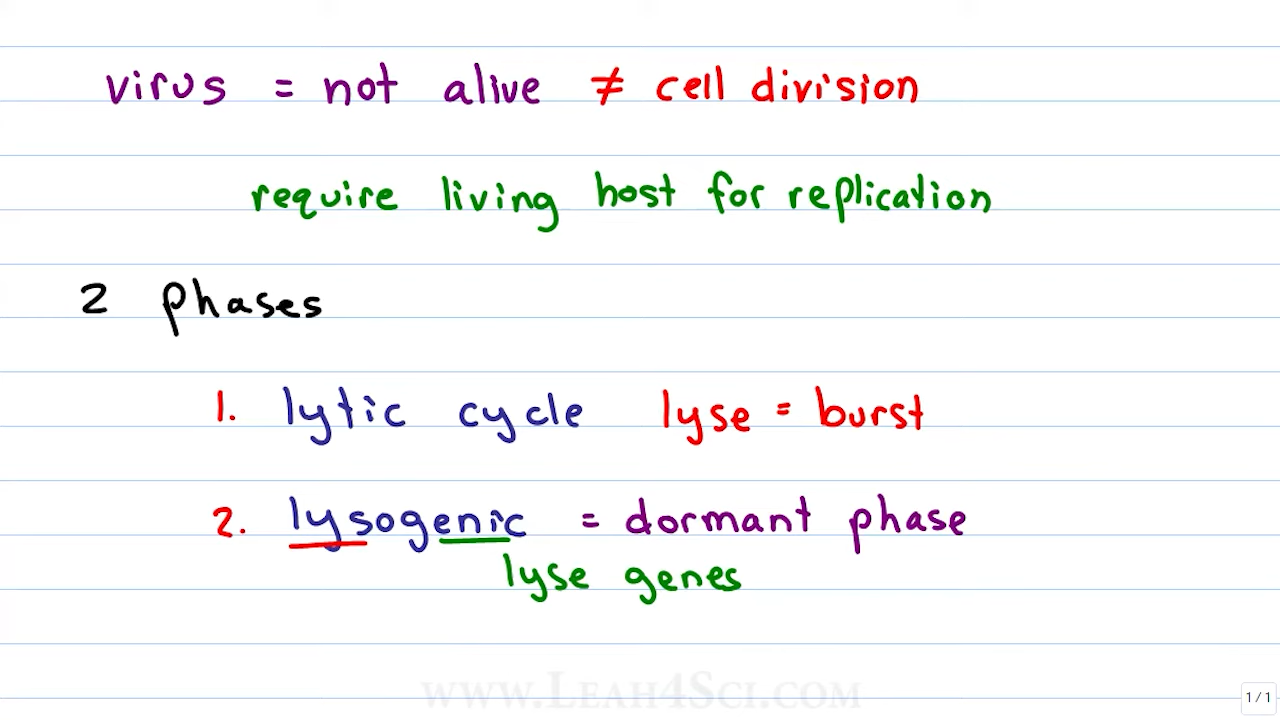 virus = not alive ≠ cell division
require living host for replication
2 phases
1. lytic cycle lyse = burst
2. lysogenic = dormant phase
lyse genes
www.Leah4Sci.com
1/1